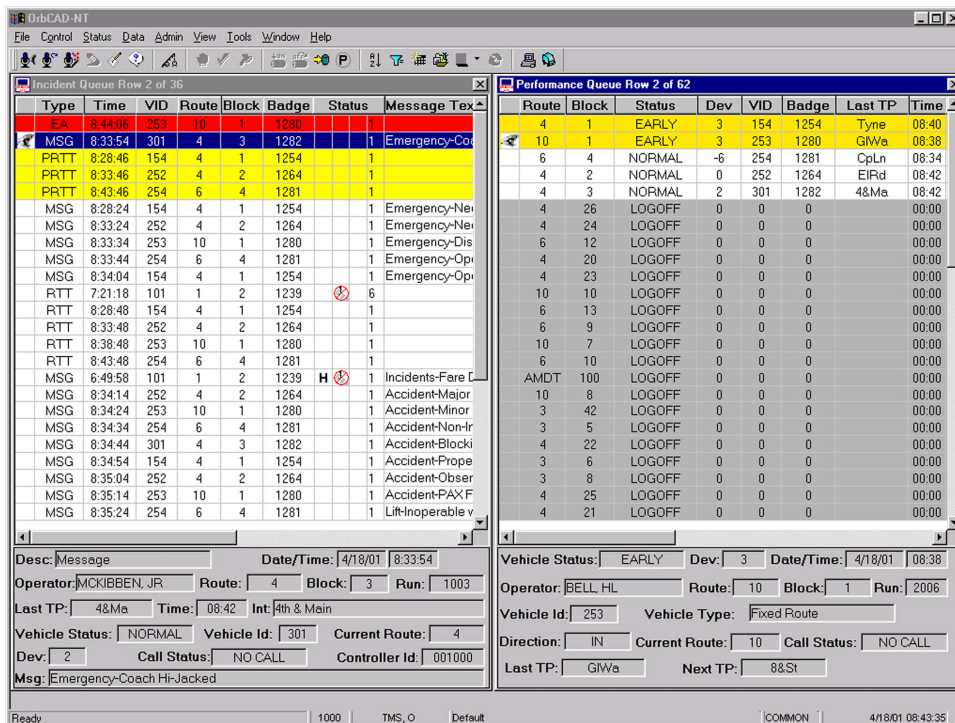 OrbCAD-NT
File Control Status Data Admin View Tools Window Help
Incident Queue Row 2 of 36
Type Time VID Route Block Badge Status Message Tex
EA 8:44:06 253 10 1 1280 1
MSG 8:33:54 301 4 3 1282 1 Emergency-Coa
PRTT 8:28:46 154 4 1 1254 1
PRTT 8:33:46 252 4 2 1264 1
PRTT 8:43:46 254 6 4 1281 1
MSG 8:28:24 154 4 1 1254 1 Emergency-Nee
MSG 8:33:24 252 4 2 1264 1 Emergency-Nee
MSG 8:33:34 253 10 1 1280 1 Emergency-Dis
MSG 8:33:44 254 6 4 1281 1 Emergency-Ope
MSG 8:34:04 154 4 1 1254 1 Emergency-Ope
RTT 7:21:18 101 1 2 1239 6
RTT 8:28:48 154 4 1 1254 1
RTT 8:33:48 252 4 2 1264 1
RTT 8:38:48 253 10 1 1280 1
RTT 8:43:48 254 6 4 1281 1
MSG 6:49:58 101 1 2 1239 H 1 Incidents-Fare D
MSG 8:34:14 252 4 2 1264 1 Accident-Major
MSG 8:34:24 253 10 1 1280 1 Accident-Minor
MSG 8:34:34 254 6 4 1281 1 Accident-Non-In
MSG 8:34:44 301 4 3 1282 1 Accident-Blocki
MSG 8:34:54 154 4 1 1254 1 Accident-Prope
MSG 8:35:04 252 4 2 1264 1 Accident-Obser
MSG 8:35:14 253 10 1 1280 1 Accident-PAX F
MSG 8:35:24 254 6 4 1281 1 Lift-Inoperable w
Desc: Message Date/Time: 4/18/01 8:33:54
Operator: MCKIBBEN, JR Route: 4 Block: 3 Run: 1003
Last TP: 4&Ma Time: 08:42 Int: 4th & Main
Vehicle Status: NORMAL Vehicle Id: 301 Current Route: 4
Dev: 2 Call Status: NO CALL Controller Id: 001000
Msg: Emergency-Coach Hi-Jacked
Performance Queue Row 2 of 62
Route Block Status Dev VID Badge Last TP Time
4 1 EARLY 3 154 1254 Tyne 08:40
10 1 EARLY 3 253 1280 GlWa 08:38
6 4 NORMAL -6 254 1281 CpLn 08:34
4 2 NORMAL 0 252 1264 ElRd 08:42
4 3 NORMAL 2 301 1282 4&Ma 08:42
4 26 LOGOFF 0 0 0 00:00
4 24 LOGOFF 0 0 0 00:00
6 12 LOGOFF 0 0 0 00:00
4 20 LOGOFF 0 0 0 00:00
4 23 LOGOFF 0 0 0 00:00
10 10 LOGOFF 0 0 0 00:00
6 13 LOGOFF 0 0 0 00:00
6 9 LOGOFF 0 0 0 00:00
10 7 LOGOFF 0 0 0 00:00
6 10 LOGOFF 0 0 0 00:00
AMDT 100 LOGOFF 0 0 0 00:00
10 8 LOGOFF 0 0 0 00:00
3 42 LOGOFF 0 0 0 00:00
3 5 LOGOFF 0 0 0 00:00
4 22 LOGOFF 0 0 0 00:00
3 6 LOGOFF 0 0 0 00:00
3 8 LOGOFF 0 0 0 00:00
4 25 LOGOFF 0 0 0 00:00
4 21 LOGOFF 0 0 0 00:00
Vehicle Status: EARLY Dev: 3 Date/Time: 4/18/01 08:38
Operator: BELL, HL Route: 10 Block: 1 Run: 2006
Vehicle Id: 253 Vehicle Type: Fixed Route
Direction: IN Current Route: 10 Call Status: NO CALL
Last TP: GlWa Next TP: 8&St
Ready 1000 TMS, O Default COMMON 4/18/01 08:43:35